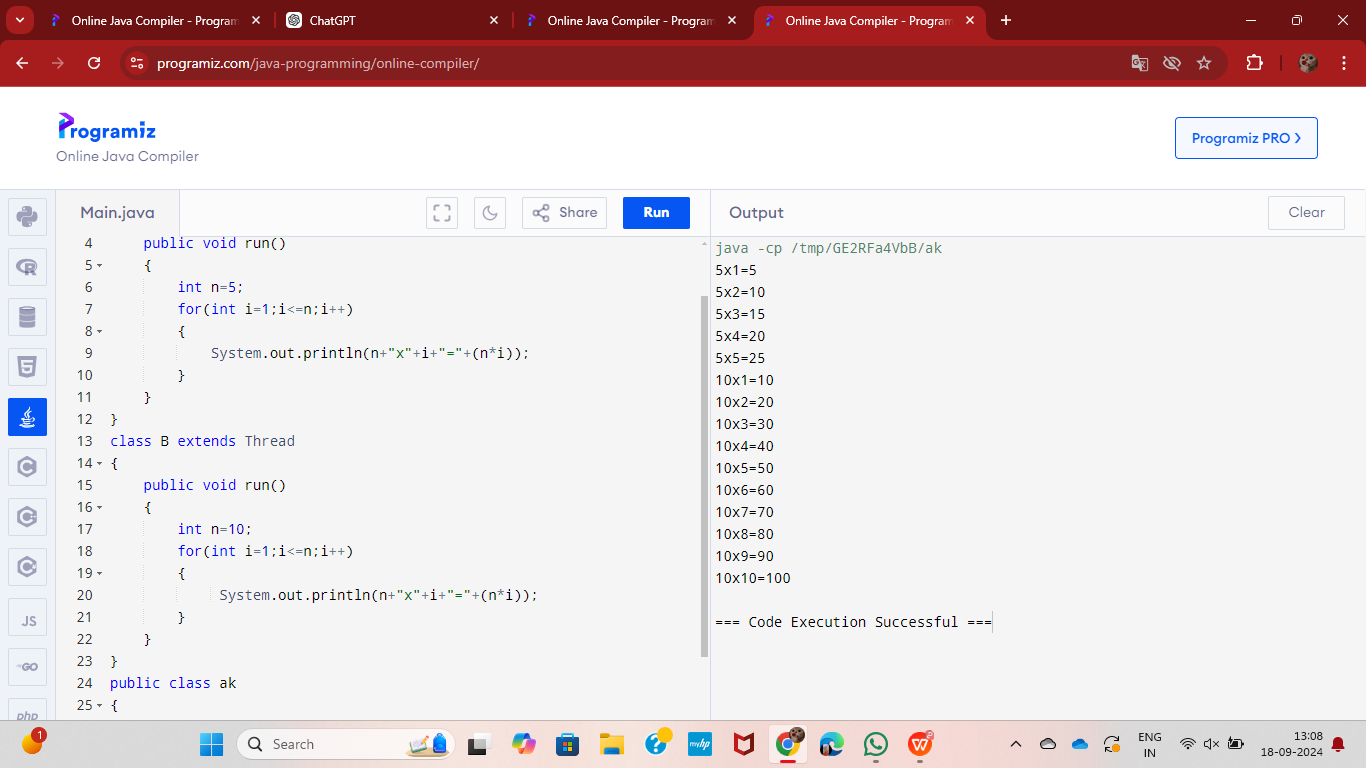 Online Java Compiler - Program
ChatGPT
Online Java Compiler - Program
Online Java Compiler - Program
programiz.com/java-programming/online-compiler/
Programiz
Online Java Compiler
Programiz PRO >
Main.java
Share
Run
Output
Clear
4 public void run()
5 {
6 int n=5;
7 for(int i=1;i<=n;i++)
8 {
9 System.out.println(n+"x"+i+"="+(n*i));
10 }
11 }
12 }
13 class B extends Thread
14 {
15 public void run()
16 {
17 int n=10;
18 for(int i=1;i<=n;i++)
19 {
20 System.out.println(n+"x"+i+"="+(n*i));
21 }
22 }
23 }
24 public class ak
25 {
java -cp /tmp/GE2RFa4VbB/ak
5x1=5
5x2=10
5x3=15
5x4=20
5x5=25
10x1=10
10x2=20
10x3=30
10x4=40
10x5=50
10x6=60
10x7=70
10x8=80
10x9=90
10x10=100
=== Code Execution Successful ===
JS
GO
php
1
Search
myhp
ENG
IN
13:08
18-09-2024